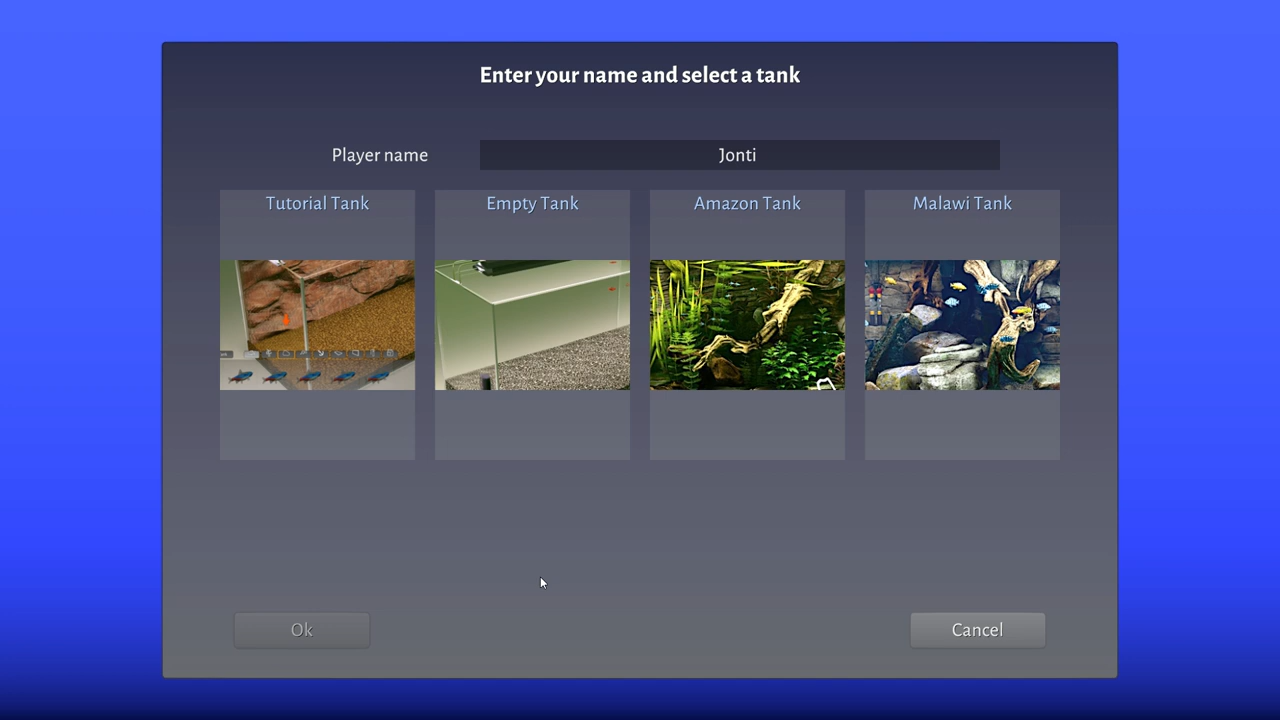 Enter your name and select a tank
Player name
Jonti
Tutorial Tank
Empty Tank
Amazon Tank
Malawi Tank
Ok
Cancel